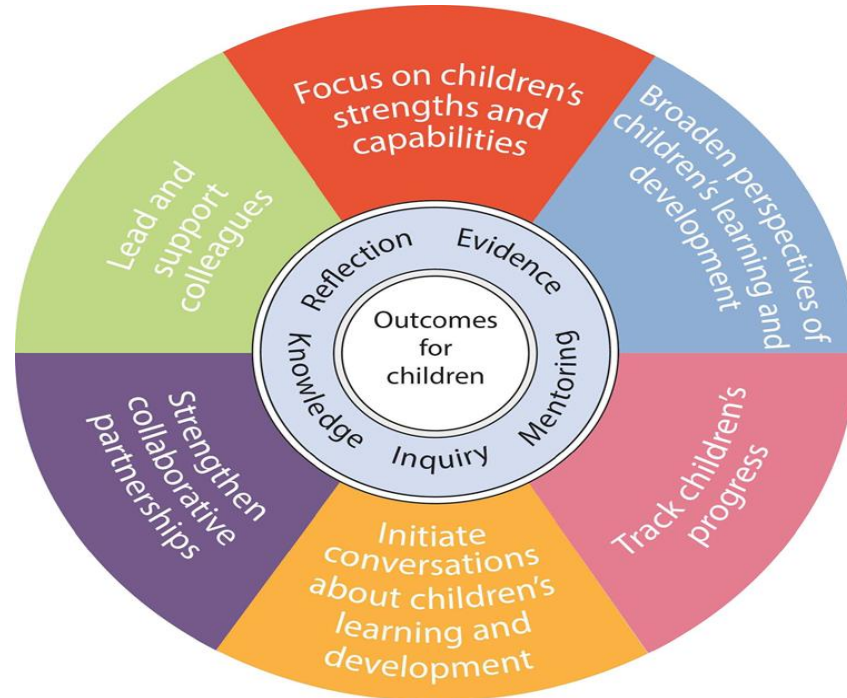 Focus on children’s
strengths and
capabilities
Broaden perspectives of
children’s learning and
development
Track children’s
progress
Initiate
conversations
about children’s
learning and
development
Strengthen
collaborative
partnerships
Lead and
support
colleagues
Reflection
Evidence
Mentoring
Inquiry
Knowledge
Outcomes
for
children